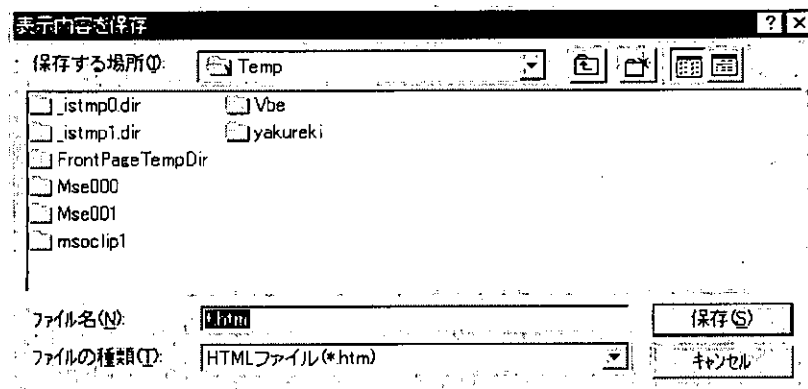 表示内容を保存
保存する場所(I): Temp
_istmp0.dir
_istmp1.dir
FrontPageTempDir
Mse000
Mse001
msoclip1
Vbe
yakureki
ファイル名(N): *.htm 保存(S)
ファイルの種類(T): HTMLファイル(*.htm) キャンセル